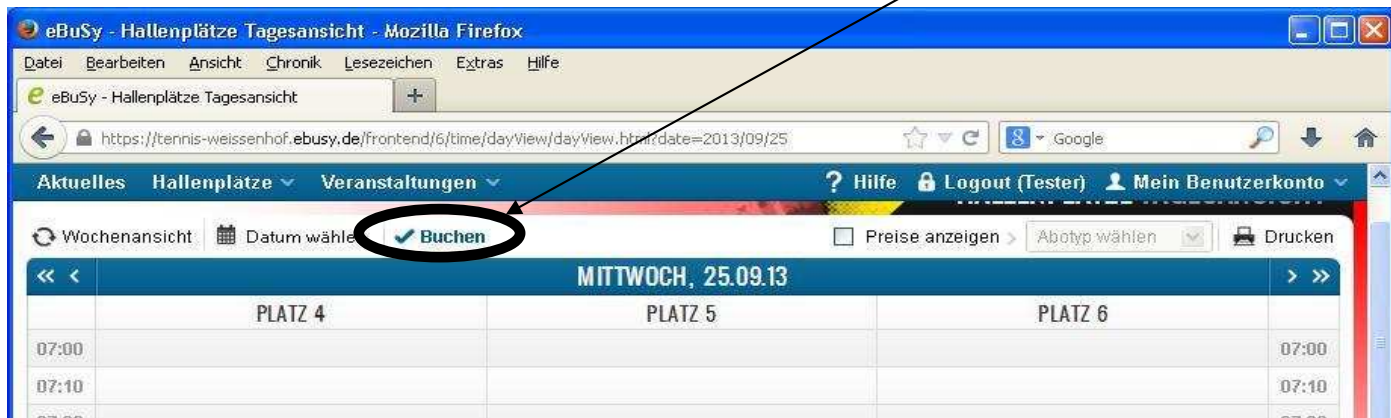 eBuSy - Hallenplätze Tagesansicht - Mozilla Firefox
Datei Bearbeiten Ansicht Chronik Lesezeichen Extras Hilfe
eBuSy - Hallenplätze Tagesansicht +
https://tennis-weissenhof.ebusy.de/frontend/6/time/dayView/dayView.html?date=2013/09/25 Google
Aktuelles Hallenplätze Veranstaltungen ? Hilfe Logout (Tester) Mein Benutzerkonto
Wochenansicht Datum wähle Buchen Preise anzeigen > Abotyp wählen Drucken
« < MITTWOCH, 25.09.13 > »
PLATZ 4 PLATZ 5 PLATZ 6
07:00 07:00
07:10 07:10